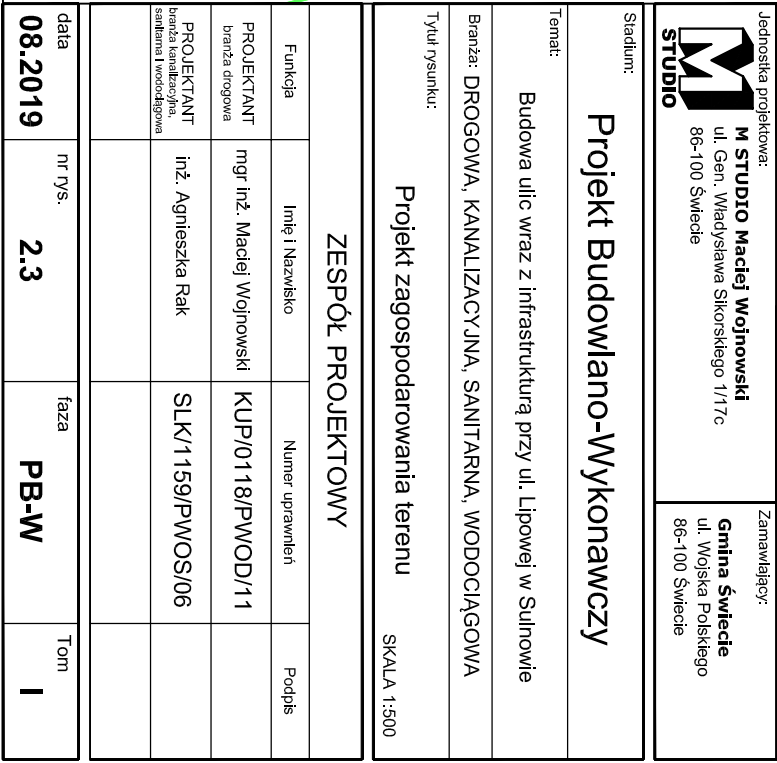 Jednostka projektowa:
M
STUDIO
M STUDIO Maciej Wojnowski
ul. Gen. Władysława Sikorskiego 1/17c
86-100 Świecie
Zamawiający:
Gmina Świecie
ul. Wojska Polskiego
86-100 Świecie
Stadium:
Projekt Budowlano-Wykonawczy
Temat:
Budowa ulic wraz z infrastrukturą przy ul. Lipowej w Sulnowie
Branża: DROGOWA, KANALIZACYJNA, SANITARNA, WODOCIĄGOWA
Tytuł rysunku:
Projekt zagospodarowania terenu
SKALA 1:500
ZESPÓŁ PROJEKTOWY
Funkcja Imię i Nazwisko Numer uprawnień Podpis
PROJEKTANT
branża drogowa
mgr inż. Maciej Wojnowski KUP/0118/PWOD/11
PROJEKTANT
branża kanalizacyjna,
sanitarna i wodociągowa
inż. Agnieszka Rak SLK/1159/PWOS/06
data nr rys. faza Tom
08.2019 2.3 PB-W I